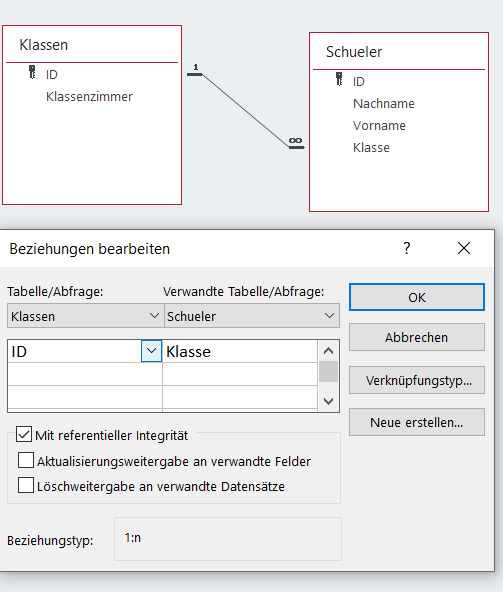 Klassen
ID
Klassenzimmer
1
∞
Schueler
ID
Nachname
Vorname
Klasse
Beziehungen bearbeiten
?
Tabelle/Abfrage: Verwandte Tabelle/Abfrage:
Klassen Schueler
ID Klasse
OK
Abbrechen
Verknüpfungstyp...
Neue erstellen...
Mit referentieller Integrität
Aktualisierungsweitergabe an verwandte Felder
Löschweitergabe an verwandte Datensätze
Beziehungstyp: 1:n